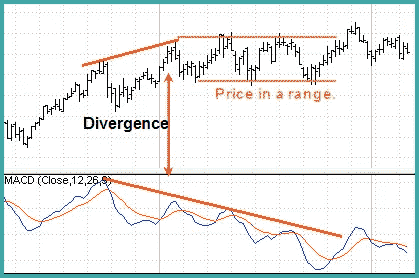 Divergence
Price in a range.
MACD (Close,12,26,9)